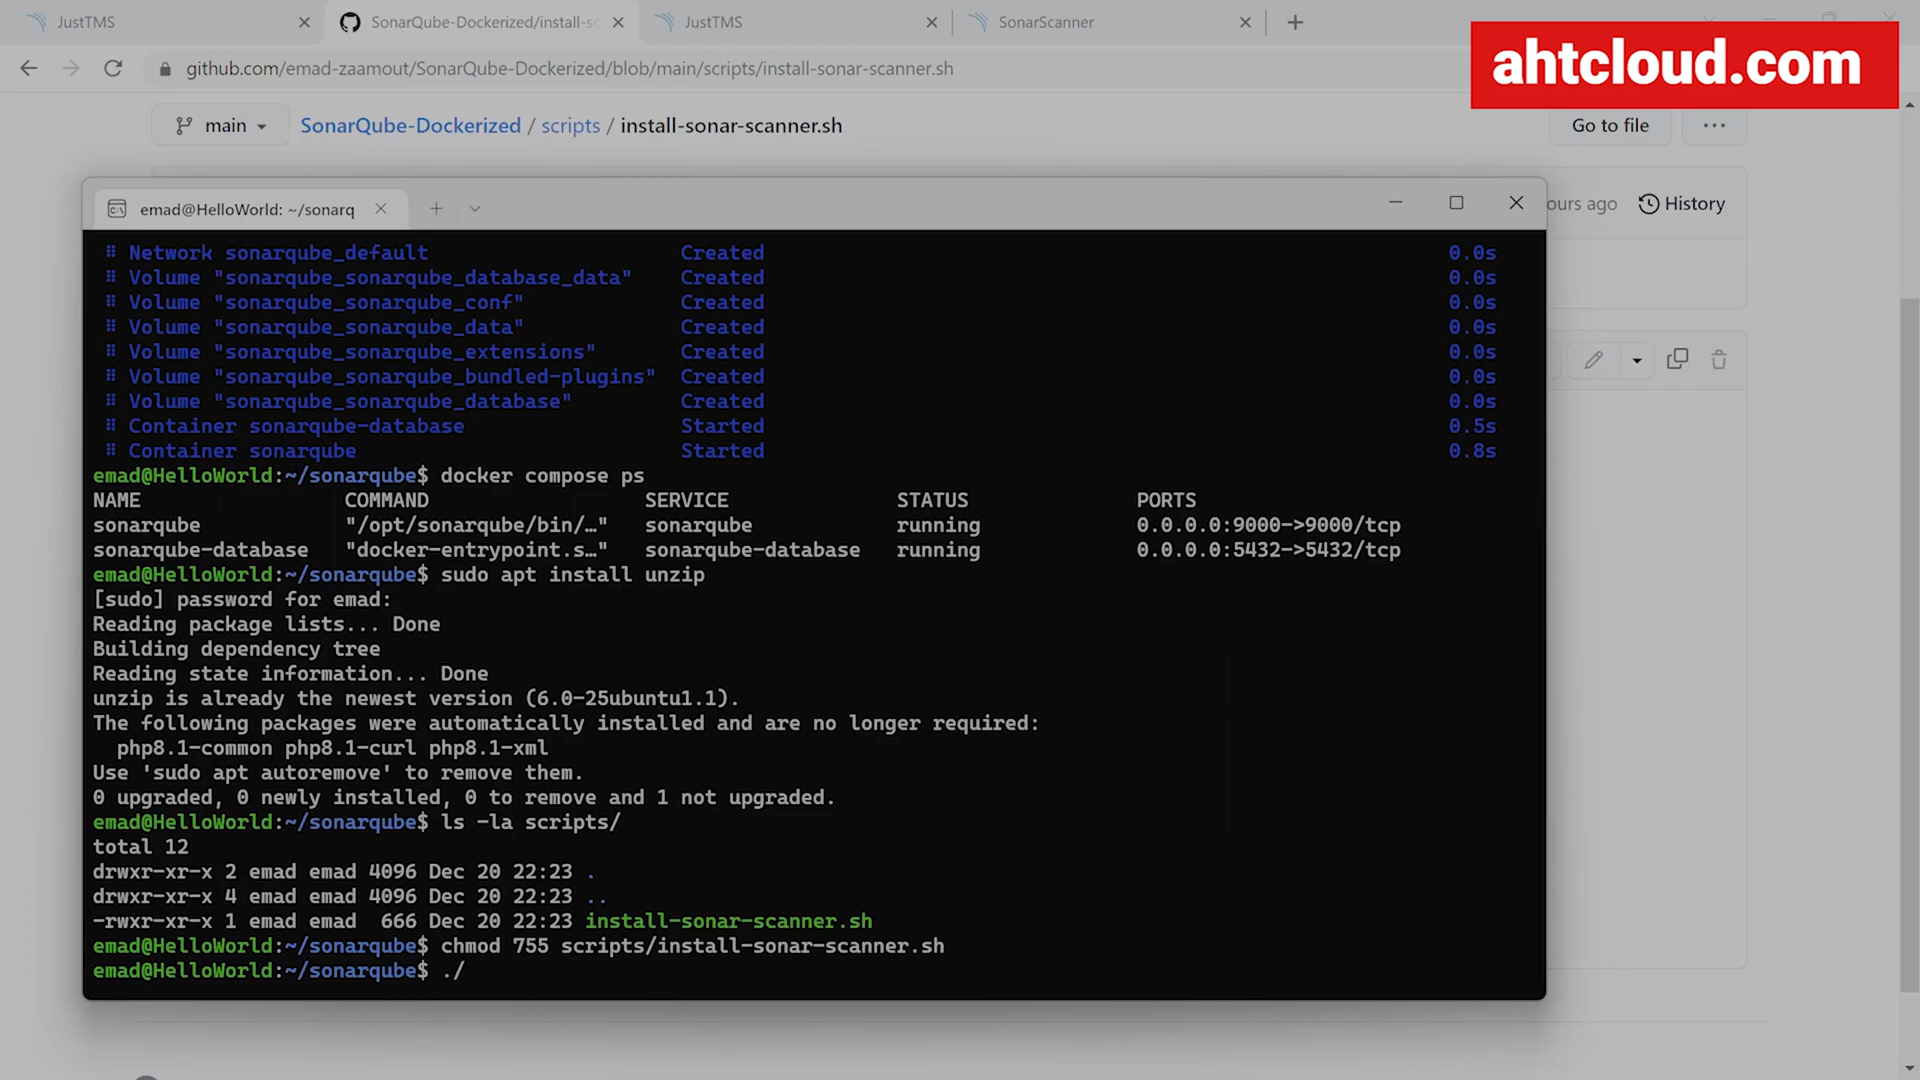 JustTMS
SonarQube-Dockerized/install-so
JustTMS
SonarScanner
ahtcloud.com
github.com/emad-zaamout/SonarQube-Dockerized/blob/main/scripts/install-sonar-scanner.sh
main
SonarQube-Dockerized / scripts / install-sonar-scanner.sh
Go to file
ours ago
History
emad@HelloWorld: ~/sonarq
Network sonarqube_default Created 0.0s
Volume "sonarqube_sonarqube_database_data" Created 0.0s
Volume "sonarqube_sonarqube_conf" Created 0.0s
Volume "sonarqube_sonarqube_data" Created 0.0s
Volume "sonarqube_sonarqube_extensions" Created 0.0s
Volume "sonarqube_sonarqube_bundled-plugins" Created 0.0s
Volume "sonarqube_sonarqube_database" Created 0.0s
Container sonarqube-database Started 0.5s
Container sonarqube Started 0.8s
emad@HelloWorld:~/sonarqube$ docker compose ps
NAME COMMAND SERVICE STATUS PORTS
sonarqube "/opt/sonarqube/bin/…" sonarqube running 0.0.0.0:9000->9000/tcp
sonarqube-database "docker-entrypoint.s…" sonarqube-database running 0.0.0.0:5432->5432/tcp
emad@HelloWorld:~/sonarqube$ sudo apt install unzip
[sudo] password for emad:
Reading package lists... Done
Building dependency tree
Reading state information... Done
unzip is already the newest version (6.0-25ubuntu1.1).
The following packages were automatically installed and are no longer required:
php8.1-common php8.1-curl php8.1-xml
Use 'sudo apt autoremove' to remove them.
0 upgraded, 0 newly installed, 0 to remove and 1 not upgraded.
emad@HelloWorld:~/sonarqube$ ls -la scripts/
total 12
drwxr-xr-x 2 emad emad 4096 Dec 20 22:23 .
drwxr-xr-x 4 emad emad 4096 Dec 20 22:23 ..
-rwxr-xr-x 1 emad emad 666 Dec 20 22:23 install-sonar-scanner.sh
emad@HelloWorld:~/sonarqube$ chmod 755 scripts/install-sonar-scanner.sh
emad@HelloWorld:~/sonarqube$ ./